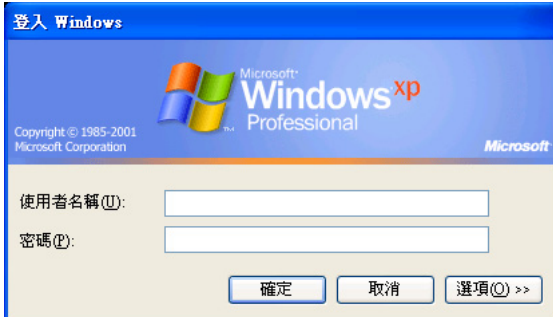 登入 Windows
Microsoft®
Windows xp
Professional
TM
Copyright © 1985-2001
Microsoft Corporation
Microsoft
使用者名稱(U):
密碼(P):
確定 取消 選項(O) >>